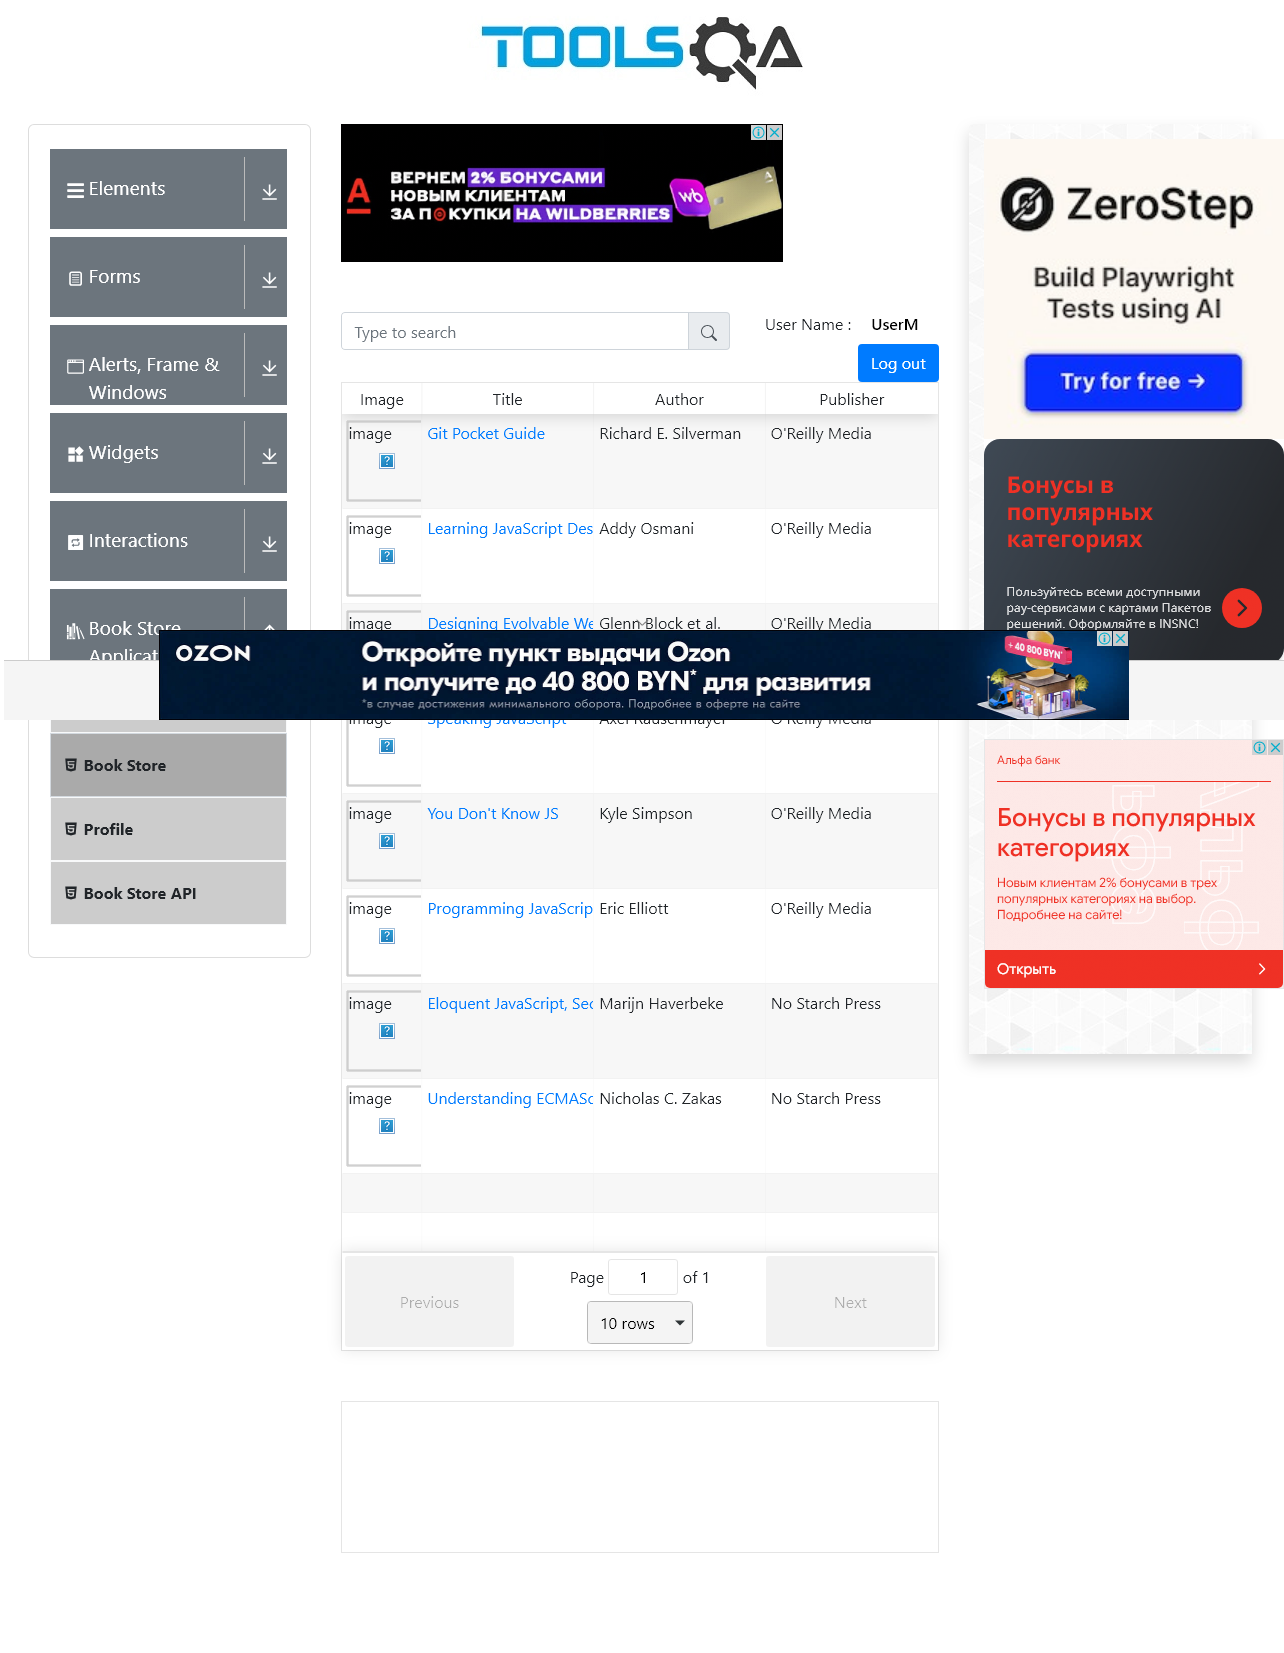 TOOLSQA
Elements
Forms
Alerts, Frame &
Windows
Widgets
Interactions
Book Store
Applicat
Book Store
Profile
Book Store API
ВЕРНЕМ 2% БОНУСАМИ
НОВЫМ КЛИЕНТАМ
ЗА ПОКУПКИ НА WILDBERRIES
wb
Type to search
User Name : UserM
Log out
Image Title Author Publisher
image Git Pocket Guide Richard E. Silverman O'Reilly Media
image Learning JavaScript Des Addy Osmani O'Reilly Media
image Designing Evolvable We Glenn Block et al. O'Reilly Media
OZON
Откройте пункт выдачи Ozon
и получите до 40 800 BYN* для развития
*в случае достижения минимального оборота. Подробнее в оферте на сайте
+ 40 800 BYN*
image Speaking JavaScript Axel Rauschmayer O'Reilly Media
image You Don't Know JS Kyle Simpson O'Reilly Media
image Programming JavaScrip Eric Elliott O'Reilly Media
image Eloquent JavaScript, Sec Marijn Haverbeke No Starch Press
image Understanding ECMASc Nicholas C. Zakas No Starch Press
Previous
Page 1 of 1
10 rows
Next
ZeroStep
Build Playwright
Tests using AI
Try for free →
Бонусы в
популярных
категориях
Пользуйтесь всеми доступными
pay-сервисами с картами Пакетов
решений. Оформляйте в INSNC!
Альфа банк
Бонусы в популярных
категориях
Новым клиентам 2% бонусами в трех
популярных категориях на выбор.
Подробнее на сайте!
Открыть